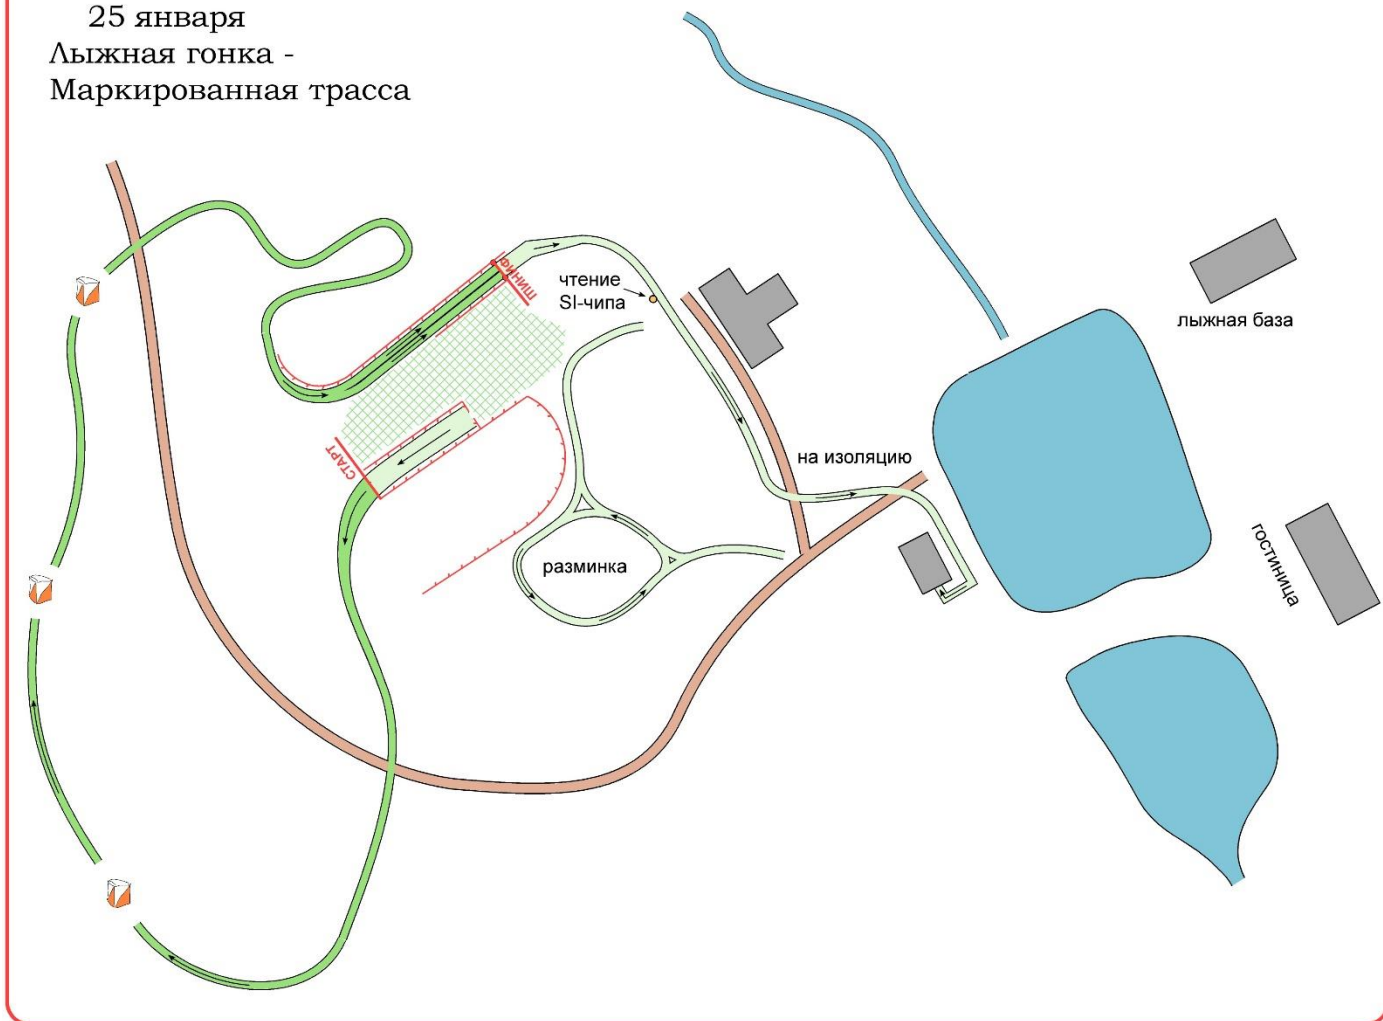 25 января
Лыжная гонка -
Маркированная трасса
ФИНИШ
чтение
SI-чипа
лыжная база
СТАРТ
на изоляцию
разминка
гостиница